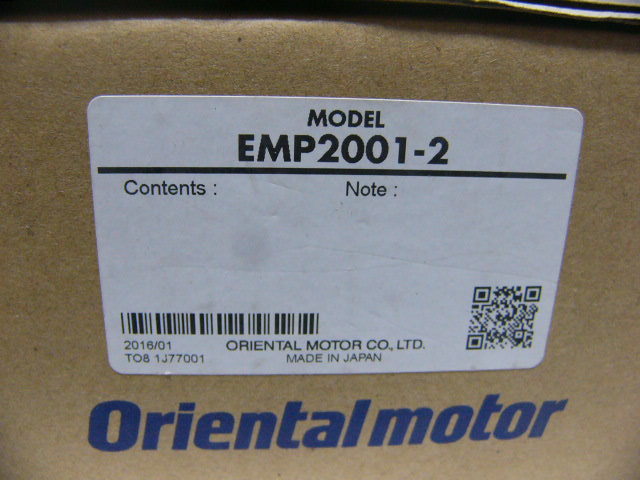 MODEL
EMP2001-2
Contents : Note :
2016/01 ORIENTAL MOTOR CO., LTD.
TO8 1J77001 MADE IN JAPAN
Orientalmotor